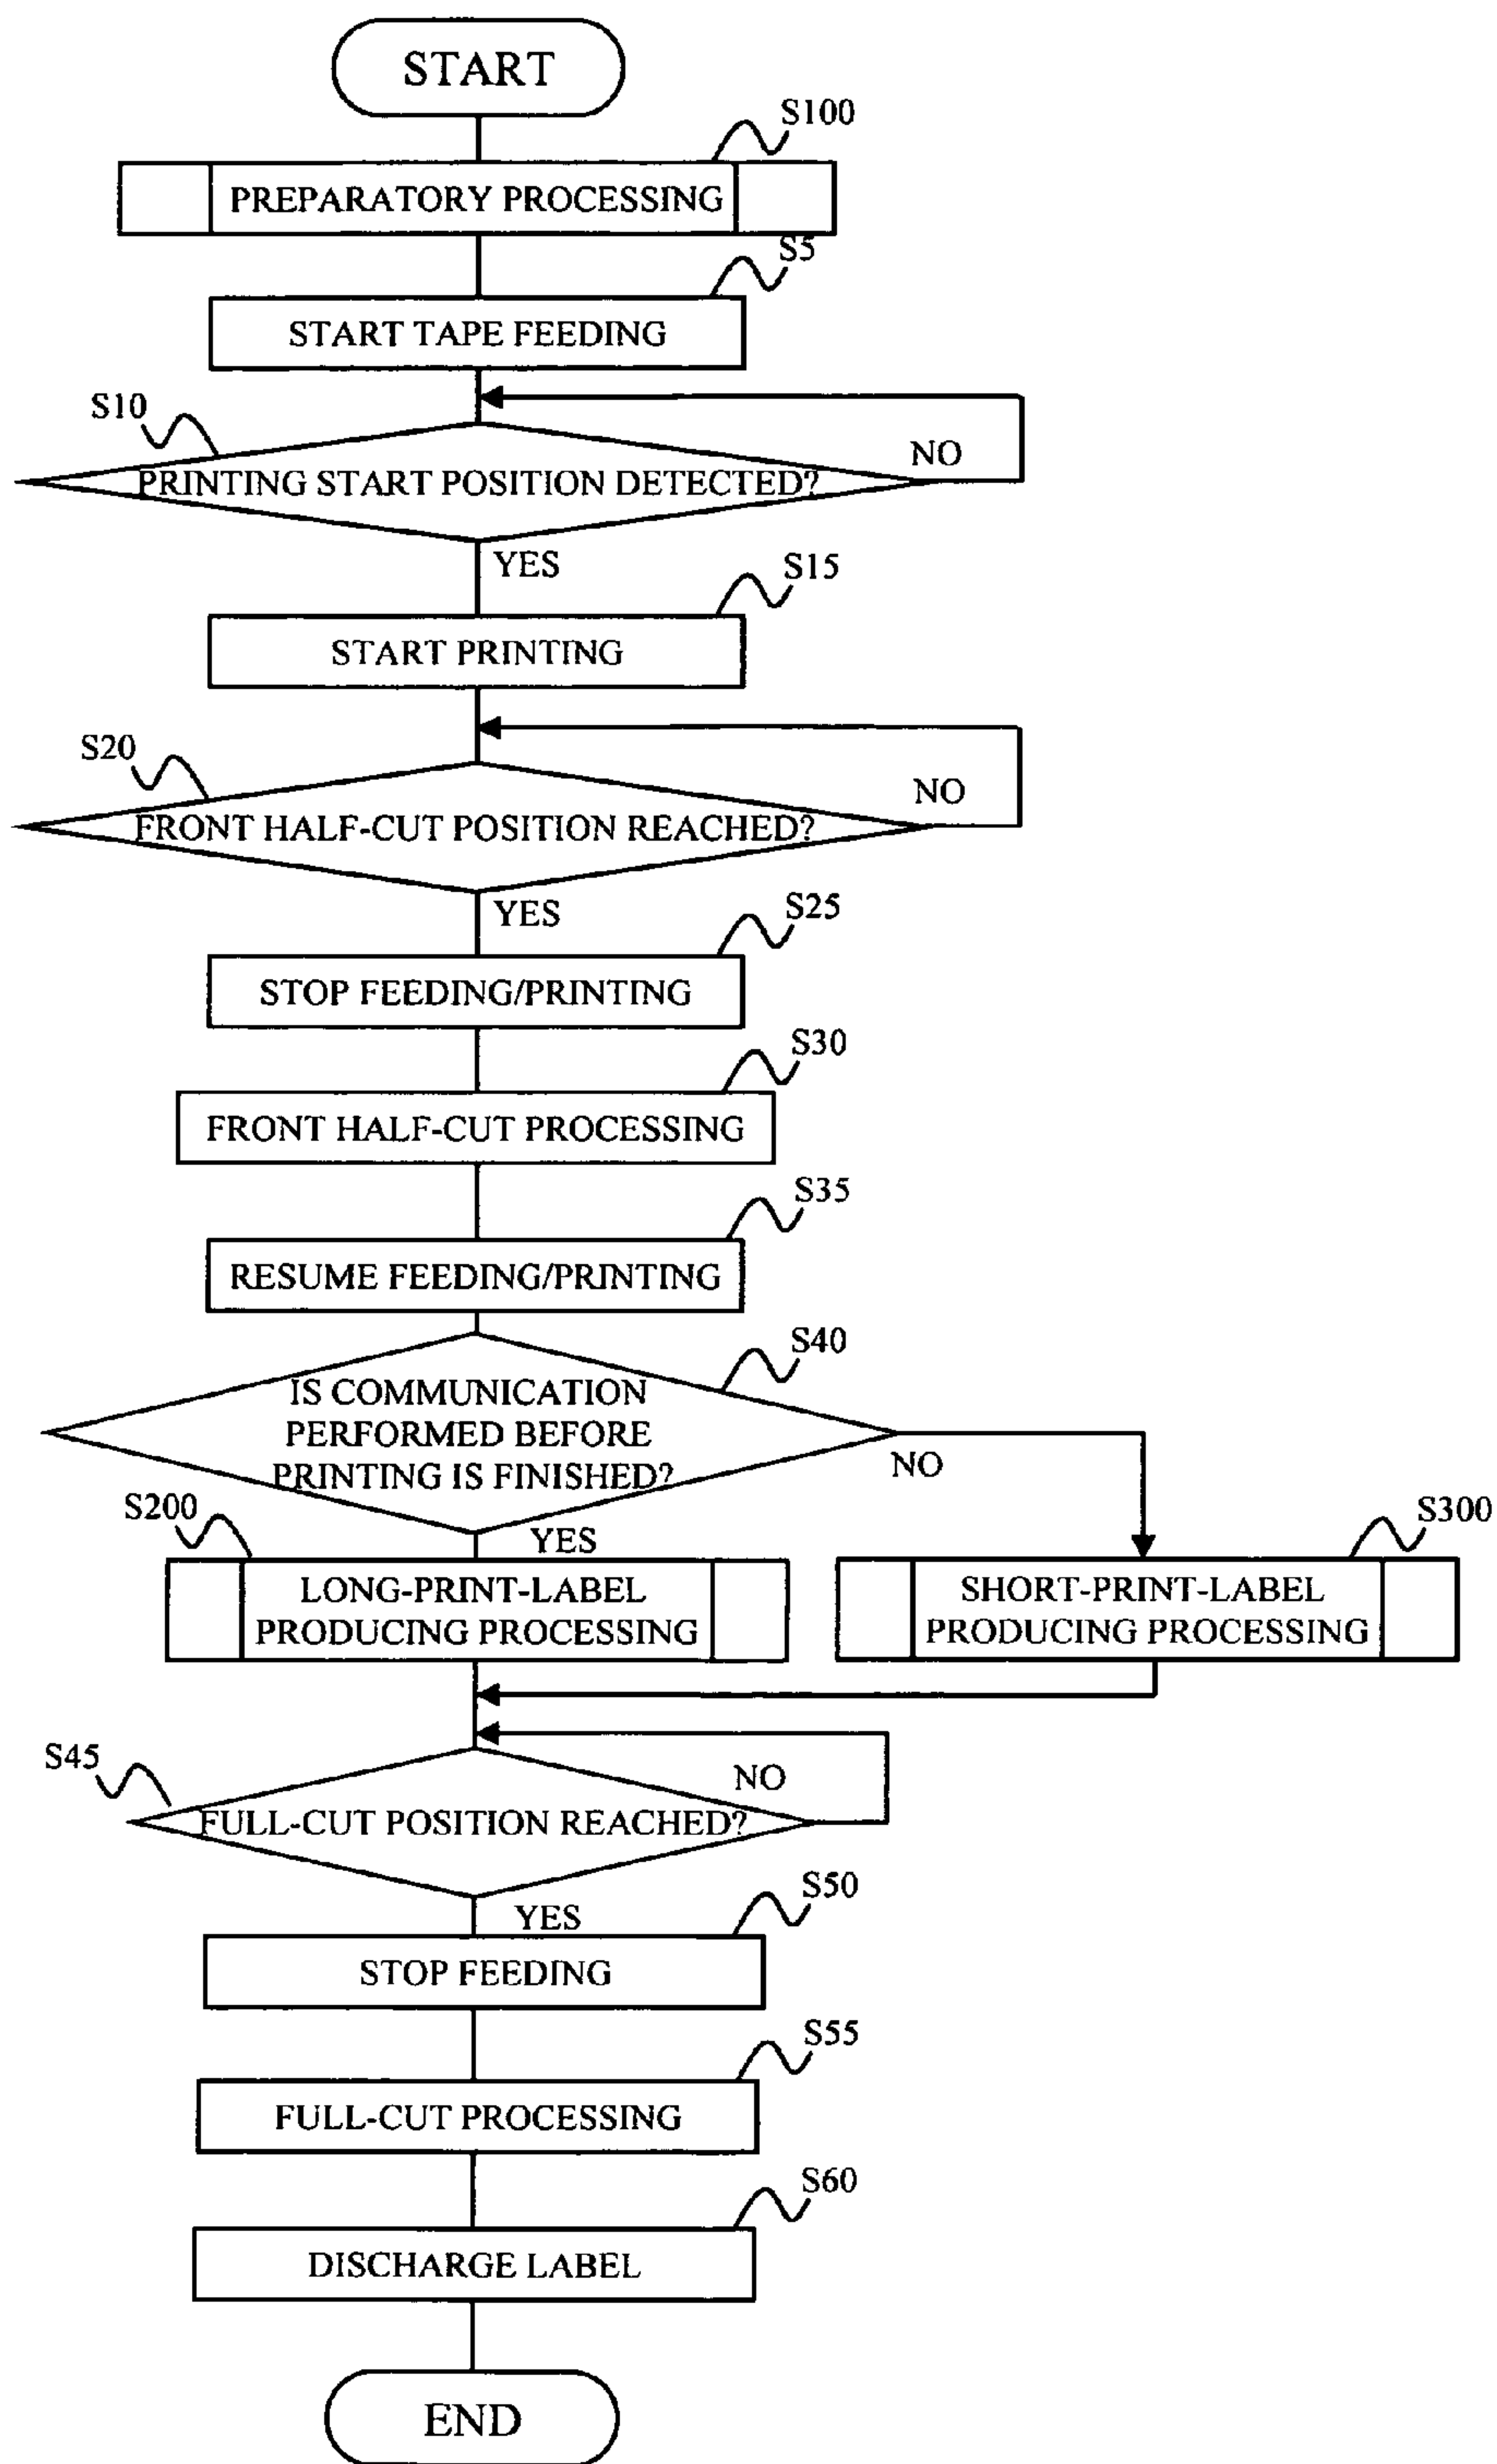 START
S100
PREPARATORY PROCESSING
S5
START TAPE FEEDING
S10
NO
PRINTING START POSITION DETECTED?
YES
S15
START PRINTING
S20
NO
FRONT HALF-CUT POSITION REACHED?
YES
S25
STOP FEEDING/PRINTING
S30
FRONT HALF-CUT PROCESSING
S35
RESUME FEEDING/PRINTING
S40
IS COMMUNICATION
PERFORMED BEFORE
PRINTING IS FINISHED?
NO
YES
S200
LONG-PRINT-LABEL
PRODUCING PROCESSING
S300
SHORT-PRINT-LABEL
PRODUCING PROCESSING
S45
NO
FULL-CUT POSITION REACHED?
YES
S50
STOP FEEDING
S55
FULL-CUT PROCESSING
S60
DISCHARGE LABEL
END